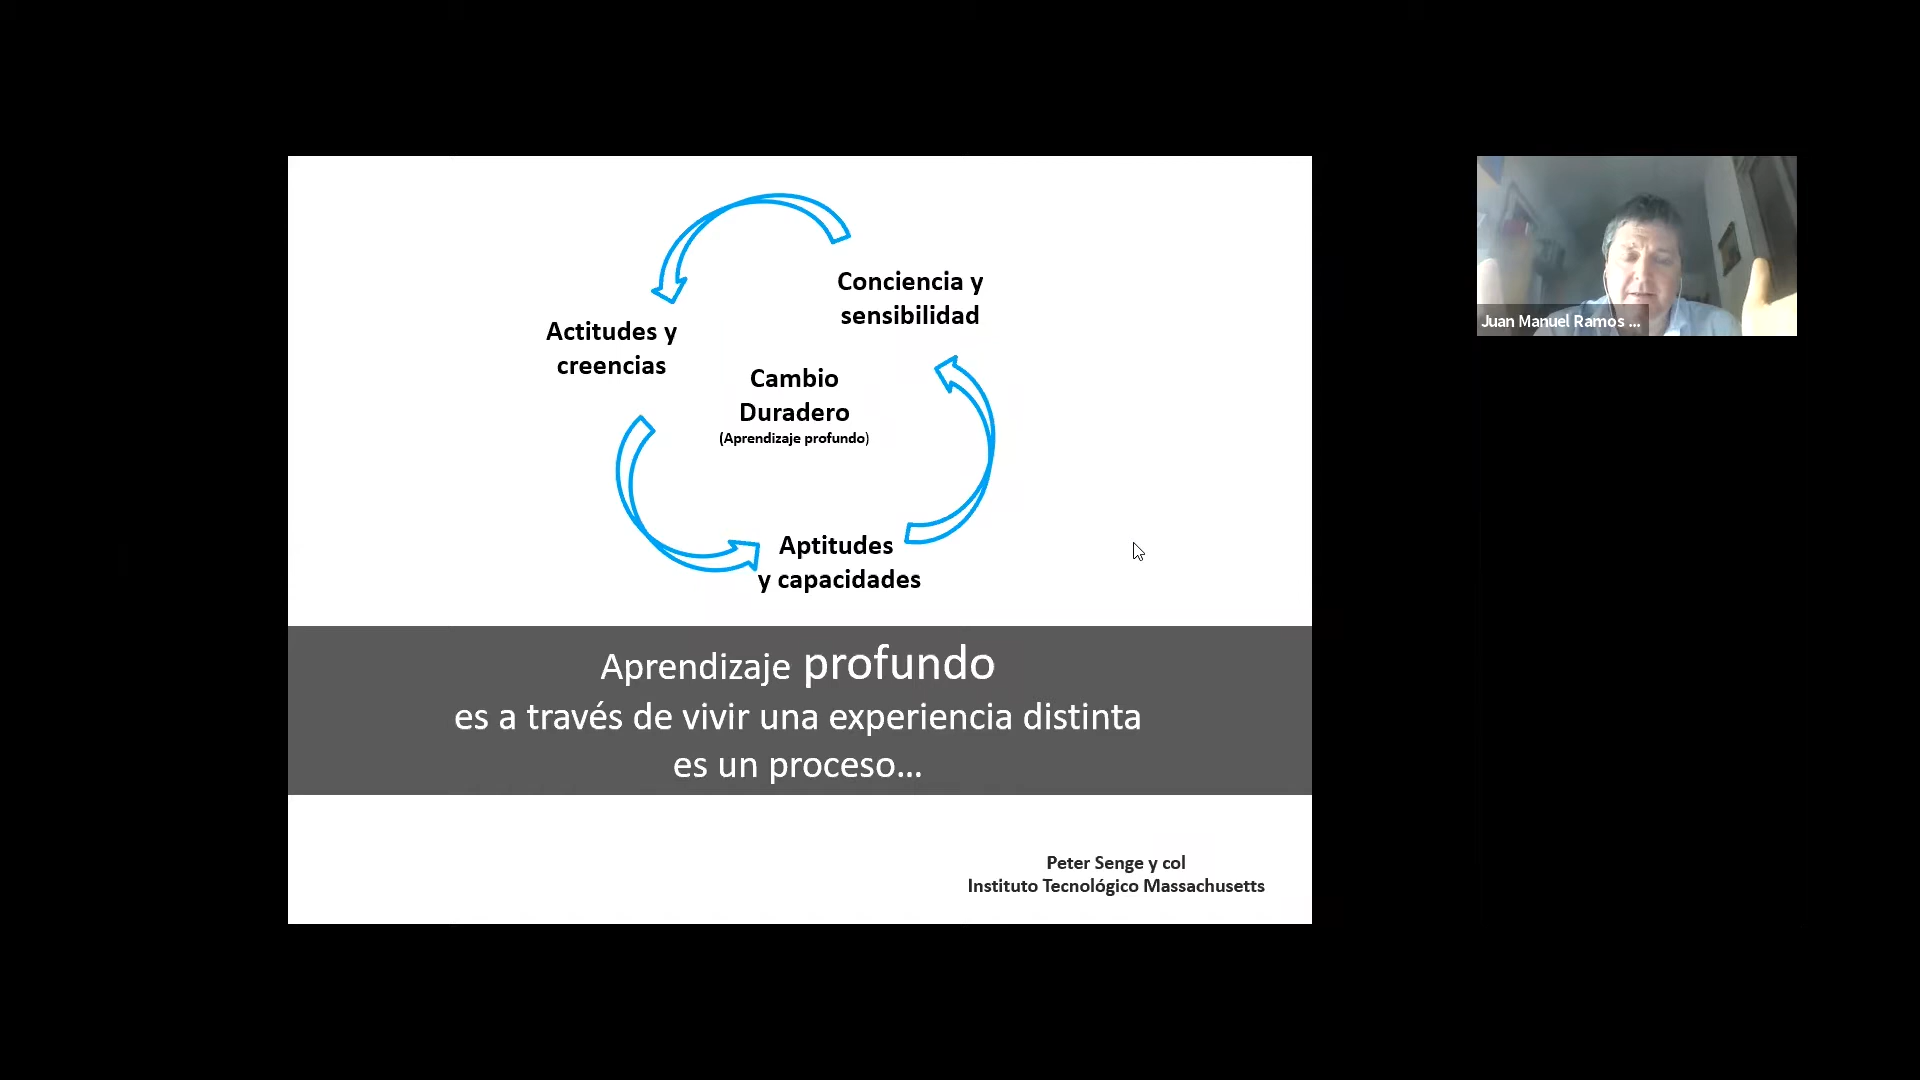 Conciencia y
sensibilidad
Actitudes y
creencias
Cambio
Duradero
(Aprendizaje profundo)
Aptitudes
y capacidades
Aprendizaje profundo
es a través de vivir una experiencia distinta
es un proceso...
Peter Senge y col
Instituto Tecnológico Massachusetts
Juan Manuel Ramos ...